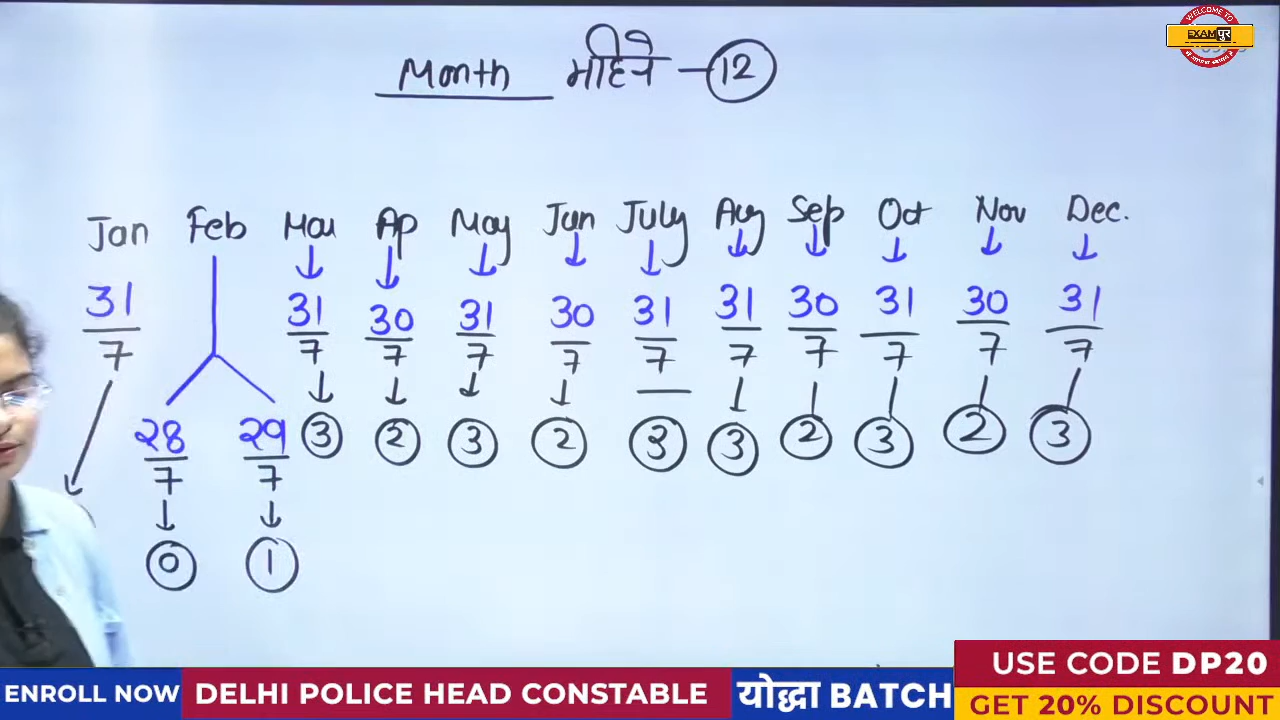 WELCOME TO
EXAMपुर
Month महिने – 12
Jan Feb Mar Ap May Jun July Aug Sep Oct Nov Dec.
31 31 30 31 30 31 31 30 31 30 31
7 7 7 7 7 7 7 7 7 7 7
28 29 3 2 3 2 3 3 2 3 2 3
7 7
0 1
ENROLL NOW DELHI POLICE HEAD CONSTABLE योद्धा BATCH USE CODE DP20
GET 20% DISCOUNT